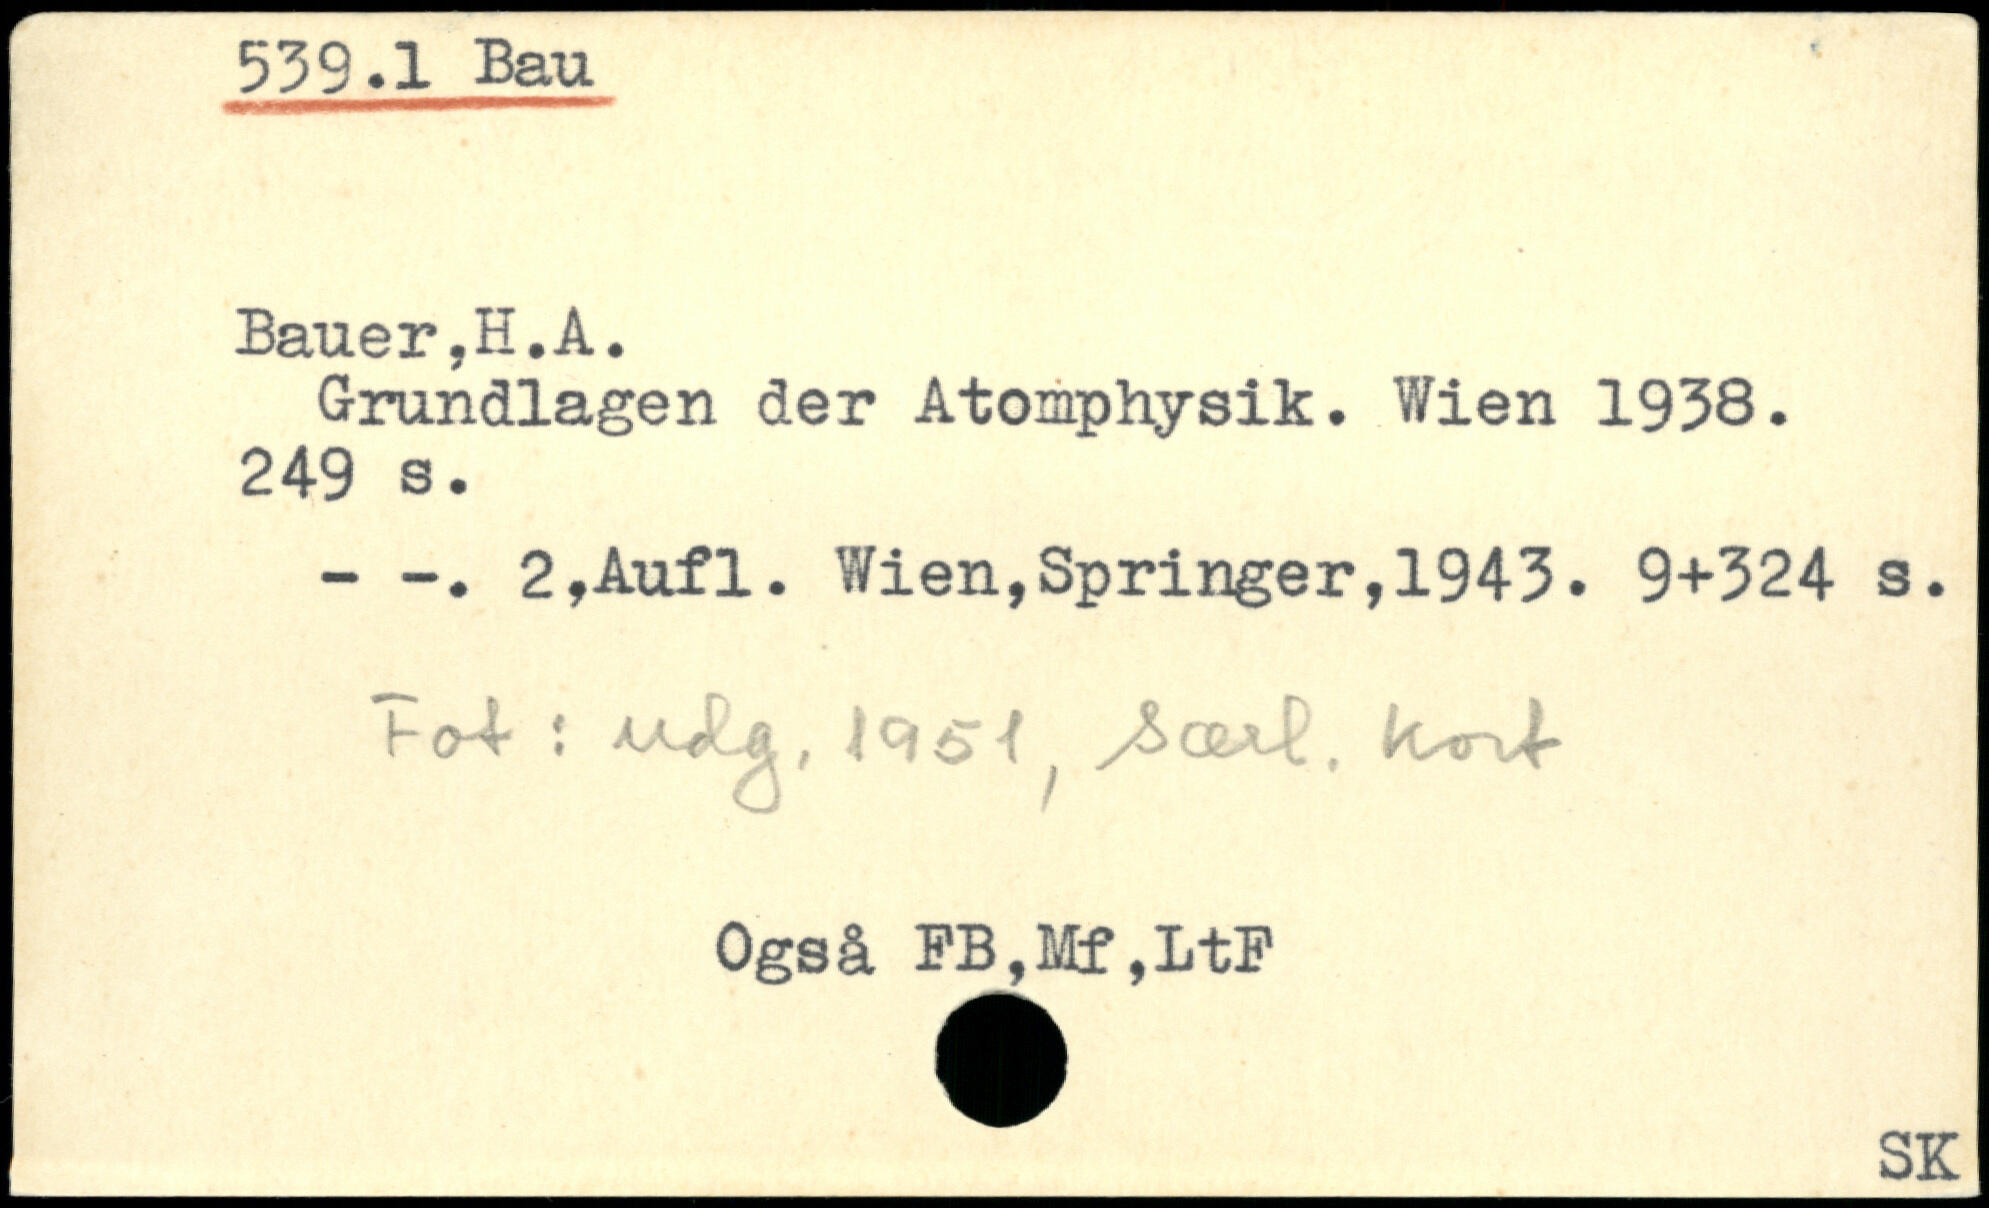 539.1 Bau
Bauer,H.A.
Grundlagen der Atomphysik. Wien 1938.
249 s.
- -. 2,Aufl. Wien,Springer,1943. 9+324 s.
Fot : udg. 1951, særl. kort
Også FB,Mf,LtF
SK